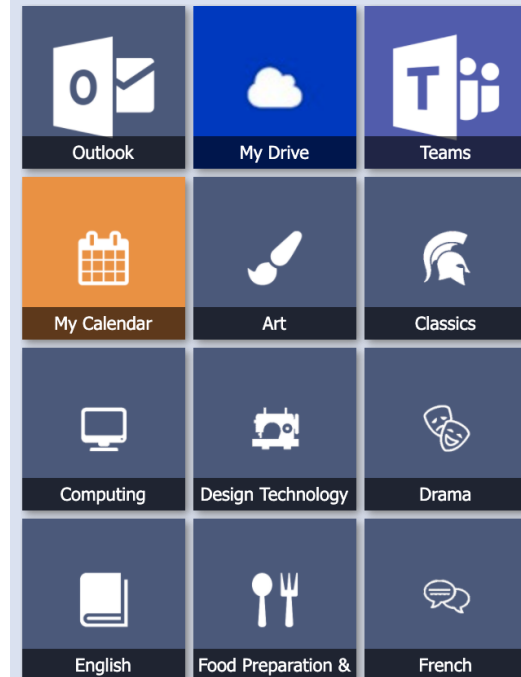 Outlook
My Drive
Teams
My Calendar
Art
Classics
Computing
Design Technology
Drama
English
Food Preparation &
French